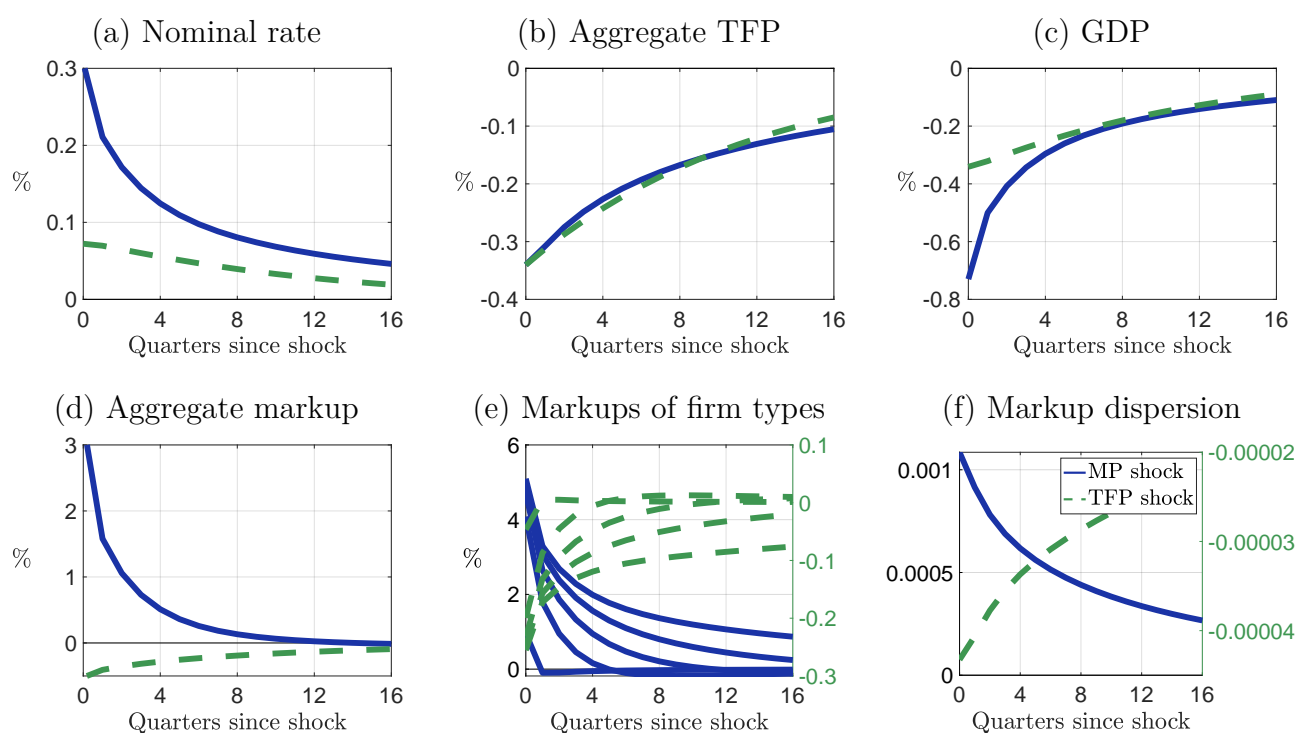 (a) Nominal rate
0.3
0.2
%
0.1
0
0 4 8 12 16
Quarters since shock
(b) Aggregate TFP
0
-0.1
%
-0.2
-0.3
-0.4
0 4 8 12 16
Quarters since shock
(c) GDP
0
-0.2
%
-0.4
-0.6
-0.8
0 4 8 12 16
Quarters since shock
(d) Aggregate markup
3
2
%
1
0
0 4 8 12 16
Quarters since shock
(e) Markups of firm types
6
4
%
2
0
0.1
0
-0.1
-0.2
-0.3
0 4 8 12 16
Quarters since shock
(f) Markup dispersion
0.001
0.0005
0
MP shock
TFP shock
-0.00002
-0.00003
-0.00004
0 4 8 12 16
Quarters since shock